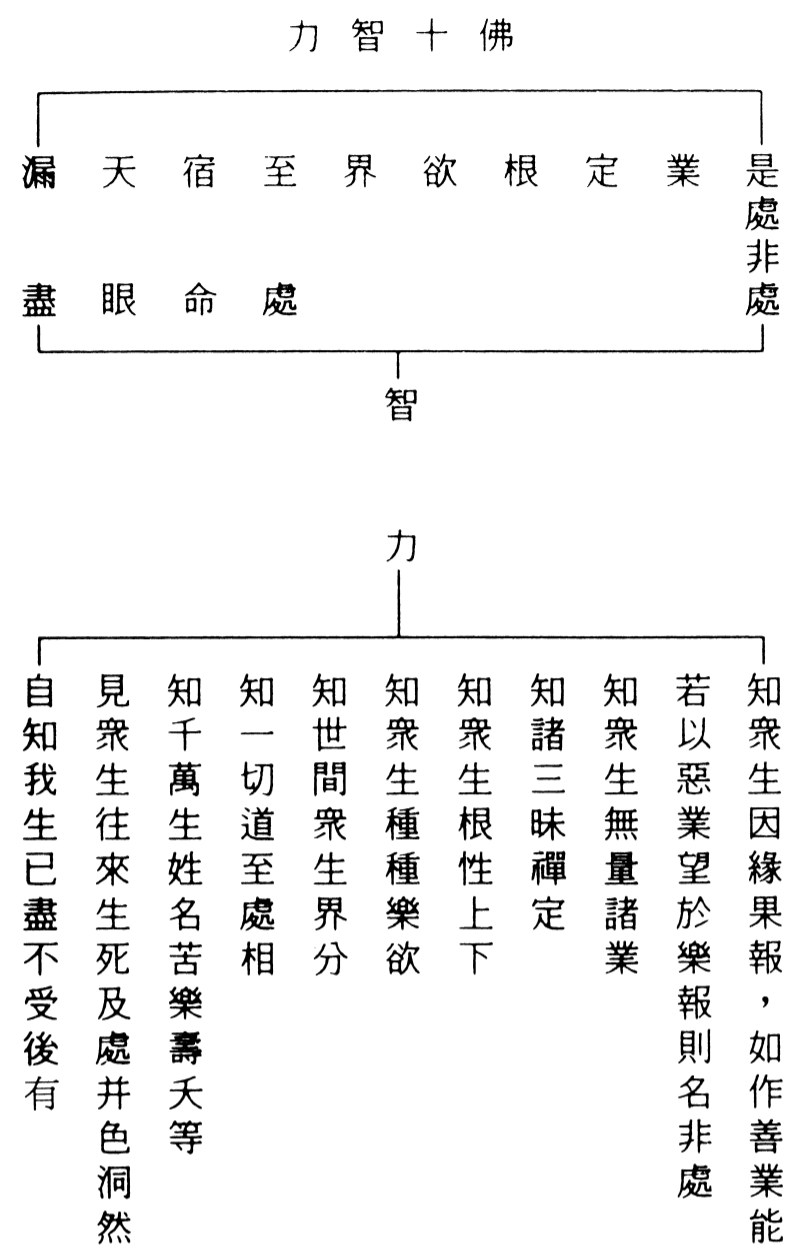 佛十智力
是處非處
業
定
根
欲
界
至處
宿命
天眼
漏盡
智力
知衆生因緣果報，如作善業能
若以惡業望於樂報則名非處
知衆生無量諸業
知諸三昧禪定
知衆生根性上下
知衆生種種樂欲
知世間衆生界分
知一切道至處相
知千萬生姓名苦樂壽夭等
見衆生往來生死及處并色洞然
自知我生已盡不受後有